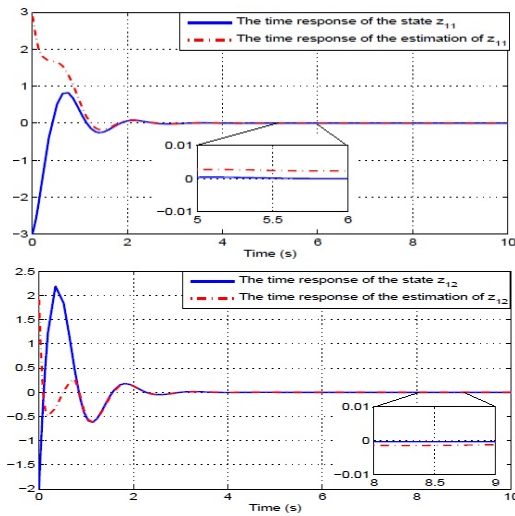 3
The time response of the state z11
The time response of the estimation of z11
2
1
0
−1
−2
−3
0.01
0
−0.01
5 5.5 6
0 2 4 6 8 10
Time (s)
2.5
The time response of the state z12
The time response of the estimation of z12
2
1.5
1
0.5
0
−0.5
−1
−1.5
−2
0.01
0
−0.01
8 8.5 9
0 2 4 6 8 10
Time (s)